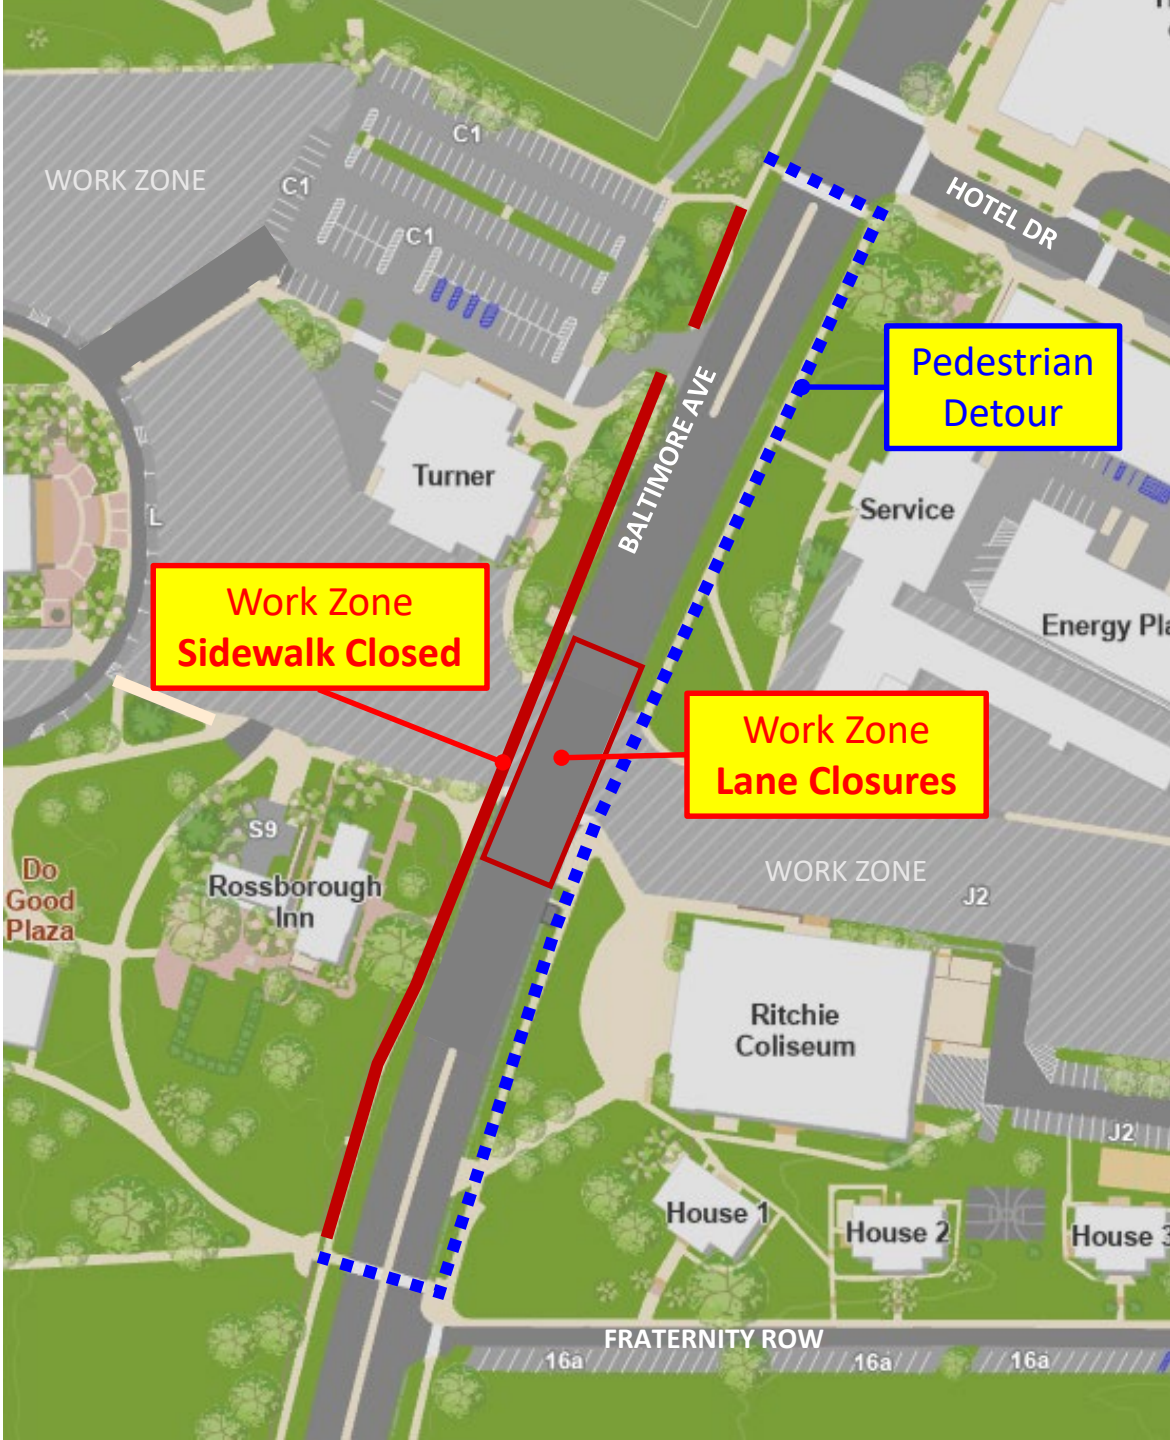 C1
WORK ZONE
C1
C1
HOTEL DR
Pedestrian
Detour
BALTIMORE AVE
Turner
Service
L
Energy Pla
Work Zone
Sidewalk Closed
Work Zone
Lane Closures
S9
WORK ZONE
Do
Good
Plaza
Rossborough
Inn
J2
Ritchie
Coliseum
J2
House 1
House 2
House 3
FRATERNITY ROW
16a
16a
16a